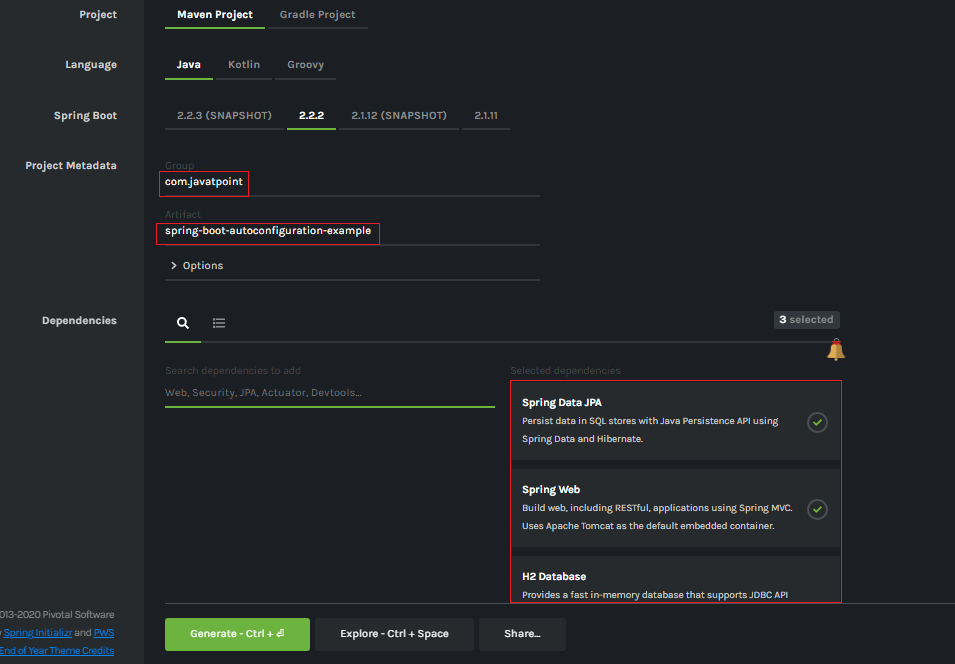 Project
Maven Project
Gradle Project
Language
Java
Kotlin
Groovy
Spring Boot
2.2.3 (SNAPSHOT)
2.2.2
2.1.12 (SNAPSHOT)
2.1.11
Project Metadata
Group
com.javatpoint
Artifact
spring-boot-autoconfiguration-example
Options
Dependencies
3 selected
Search dependencies to add
Web, Security, JPA, Actuator, Devtools...
Selected dependencies
Spring Data JPA
Persist data in SQL stores with Java Persistence API using
Spring Data and Hibernate.
Spring Web
Build web, including RESTful, applications using Spring MVC.
Uses Apache Tomcat as the default embedded container.
H2 Database
Provides a fast in-memory database that supports JDBC API
013-2020 Pivotal Software
Spring Initializr and PWS
End of Year Theme Credits
Generate - Ctrl + ⏎
Explore - Ctrl + Space
Share...